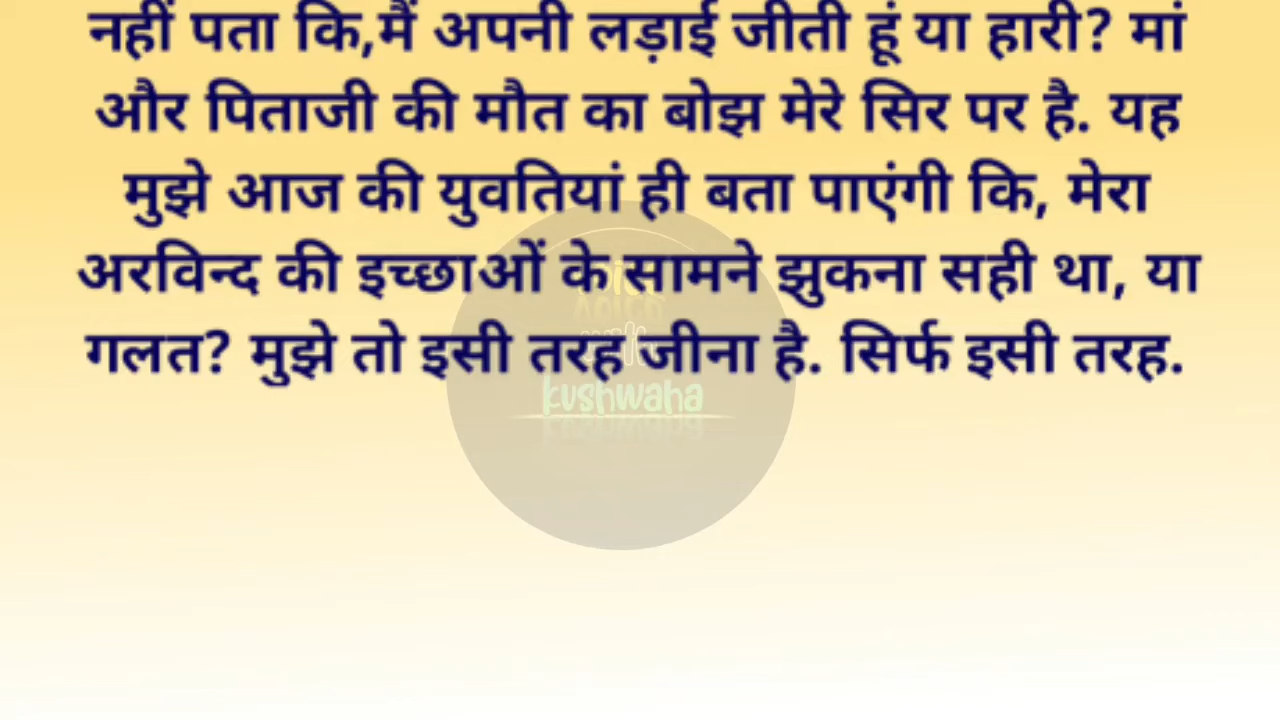 नहीं पता कि,मैं अपनी लड़ाई जीती हूं या हारी? मां
और पिताजी की मौत का बोझ मेरे सिर पर है. यह
मुझे आज की युवतियां ही बता पाएंगी कि, मेरा
अरविन्द की इच्छाओं के सामने झुकना सही था, या
गलत? मुझे तो इसी तरह जीना है. सिर्फ इसी तरह.
kushwaha